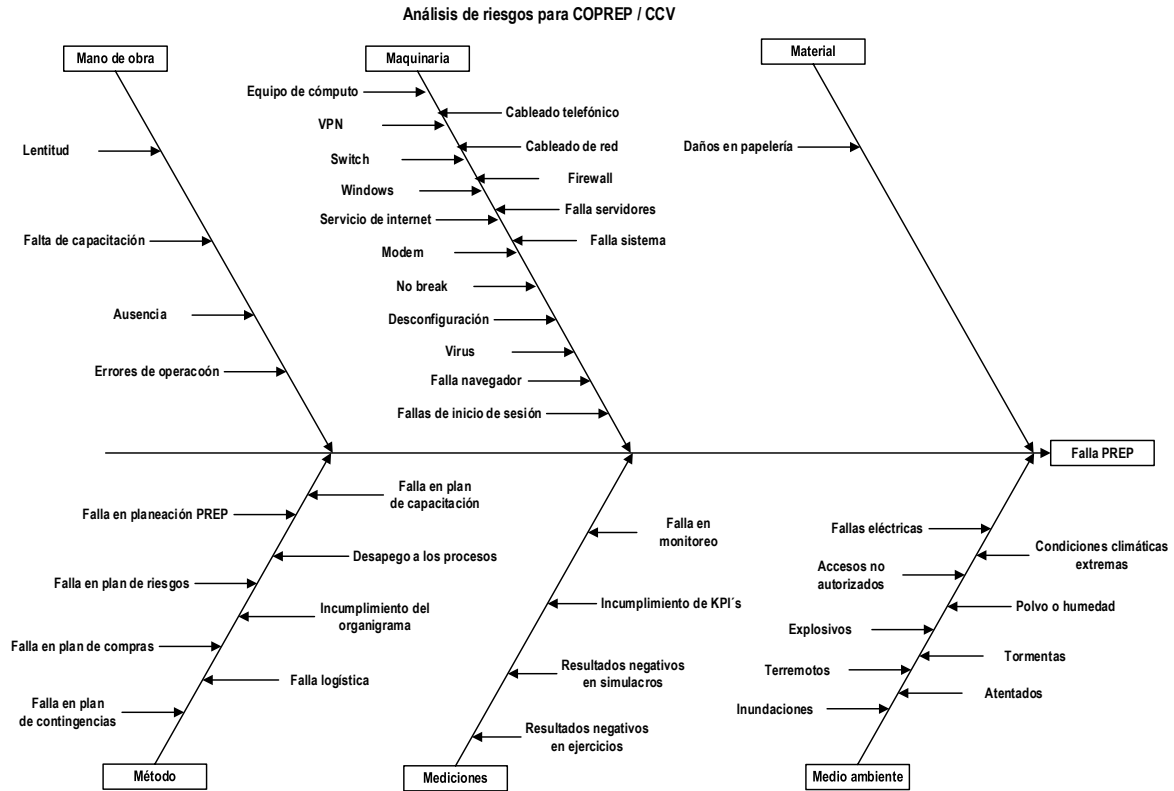 Análisis de riesgos para COPREP / CCV
Mano de obra
Maquinaria
Material
Lentitud
Falta de capacitación
Ausencia
Errores de operacoón
Equipo de cómputo
Cableado telefónico
VPN
Cableado de red
Switch
Firewall
Windows
Falla servidores
Servicio de internet
Falla sistema
Modem
No break
Desconfiguración
Virus
Falla navegador
Fallas de inicio de sesión
Daños en papelería
Falla PREP
Falla en plan
de capacitación
Falla en planeación PREP
Desapego a los procesos
Falla en plan de riesgos
Incumplimiento del
organigrama
Falla en plan de compras
Falla logística
Falla en plan
de contingencias
Falla en
monitoreo
Incumplimiento de KPI´s
Resultados negativos
en simulacros
Resultados negativos
en ejercicios
Fallas eléctricas
Condiciones climáticas
extremas
Accesos no
autorizados
Polvo o humedad
Explosivos
Tormentas
Terremotos
Atentados
Inundaciones
Método
Mediciones
Medio ambiente